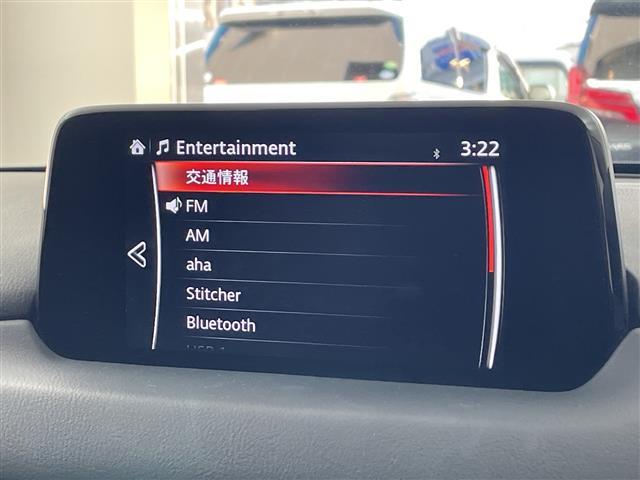 Entertainment 3:22
交通情報
FM
AM
aha
Stitcher
Bluetooth